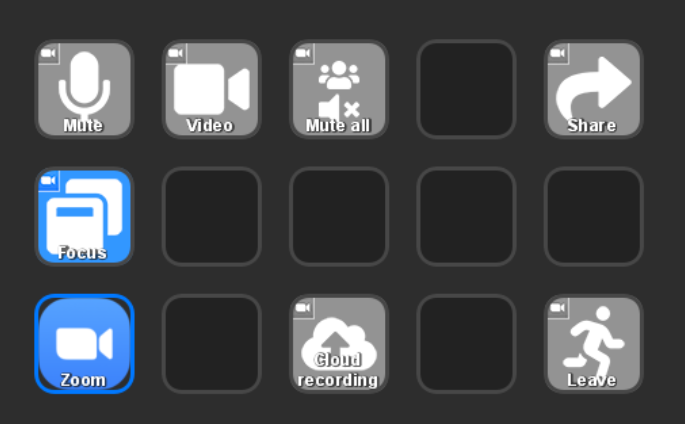 Mute
Video
Mute all
Share
Focus
Zoom
Cloud
recording
Leave